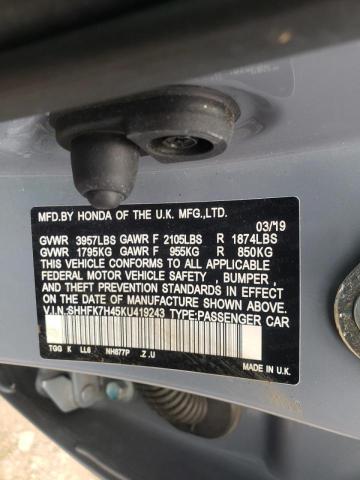 MFD.BY HONDA OF THE U.K. MFG.,LTD.
03/19
GVWR 3957LBS GAWR F 2105LBS R 1874LBS
GVWR 1795KG GAWR F 955KG R 850KG
THIS VEHICLE CONFORMS TO ALL APPLICABLE
FEDERAL MOTOR VEHICLE SAFETY , BUMPER ,
AND THEFT PREVENTION STANDARDS IN EFFECT
ON THE DATE OF MANUFACTURE SHOWN ABOVE.
V.I.N.:SHHFK7H45KU419243 TYPE:PASSENGER CAR
TGG K LL6 NH877P .Z .U
MADE IN U.K.